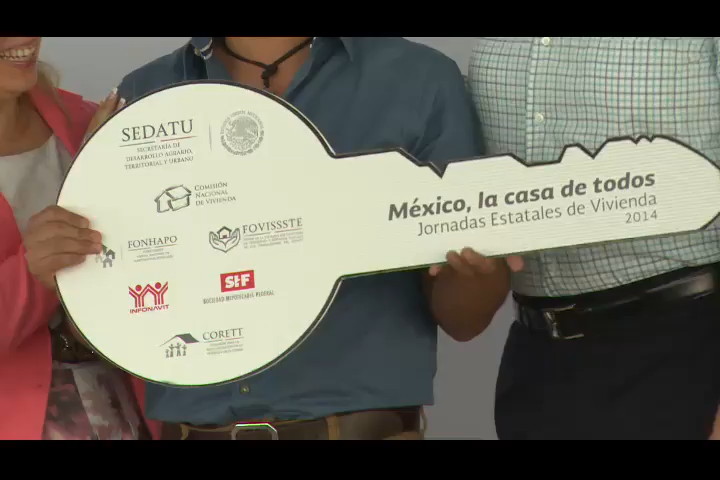 SEDATU
SECRETARÍA DE
DESARROLLO AGRARIO,
TERRITORIAL Y URBANO
COMISIÓN
NACIONAL
DE VIVIENDA
FONHAPO
FOVISSSTE
INFONAVIT
SHF
SOCIEDAD HIPOTECARIA FEDERAL
CORETT
México, la casa de todos
Jornadas Estatales de Vivienda
2014